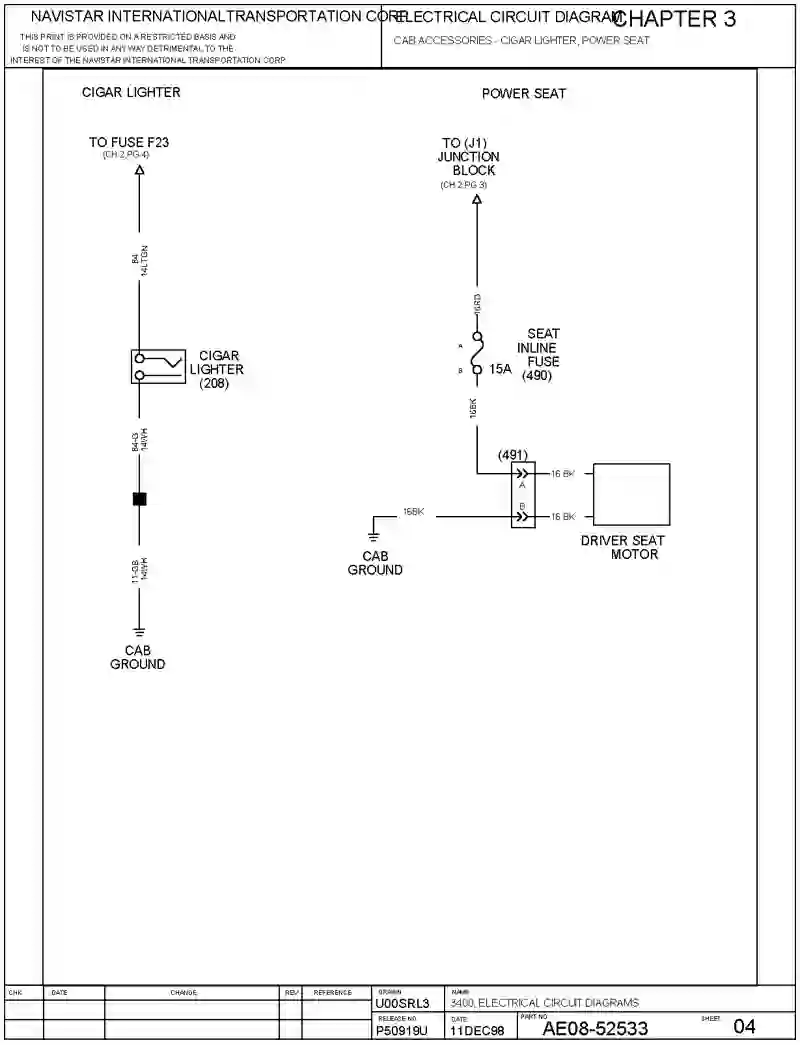 NAVISTAR INTERNATIONAL TRANSPORTATION CORP.
THIS PRINT IS PROVIDED ON A RESTRICTED BASIS AND
IS NOT TO BE USED IN ANY WAY DETRIMENTAL TO THE
INTEREST OF THE NAVISTAR INTERNATIONAL TRANSPORTATION CORP
ELECTRICAL CIRCUIT DIAGRAM
CHAPTER 3
CAB ACCESSORIES - CIGAR LIGHTER, POWER SEAT
CIGAR LIGHTER
TO FUSE F23
(CH 2,PG 4)
84
14LTGN
CIGAR
LIGHTER
(208)
84-G
14WH
11-GB
14WH
CAB
GROUND
POWER SEAT
TO (J1)
JUNCTION
BLOCK
(CH 2,PG 3)
16RD
A
B
15A
SEAT
INLINE
FUSE
(490)
16BK
(491)
A
16 BK
B
16 BK
16BK
CAB
GROUND
DRIVER SEAT
MOTOR
CHK
DATE
CHANGE
REV
REFERENCE
DRAWN
U00SRL3
NAME
3400, ELECTRICAL CIRCUIT DIAGRAMS
RELEASE NO.
P50919U
DATE
11DEC98
PART NO.
AE08-52533
SHEET
04